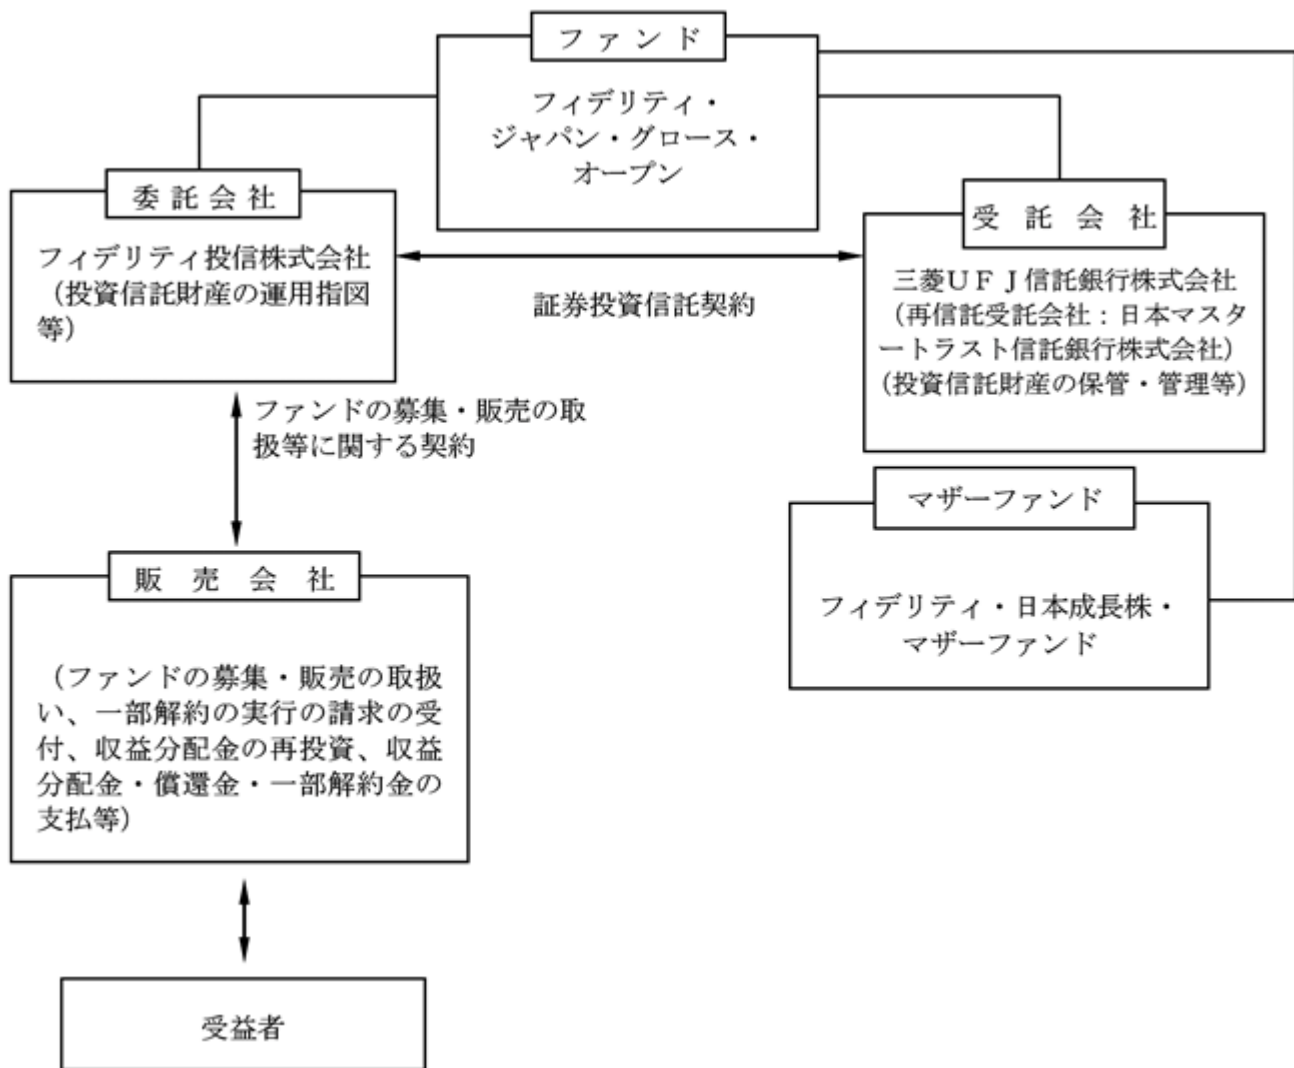 ファンド
フィデリティ・
ジャパン・グロース・
オープン
委託会社
フィデリティ投信株式会社
（投資信託財産の運用指図
等）
証券投資信託契約
受託会社
三菱ＵＦＪ信託銀行株式会社
（再信託受託会社：日本マスタ
ートラスト信託銀行株式会社）
（投資信託財産の保管・管理等）
ファンドの募集・販売の取
扱等に関する契約
マザーファンド
フィデリティ・日本成長株・
マザーファンド
販売会社
（ファンドの募集・販売の取扱
い、一部解約の実行の請求の受
付、収益分配金の再投資、収益
分配金・償還金・一部解約金の
支払等）
受益者